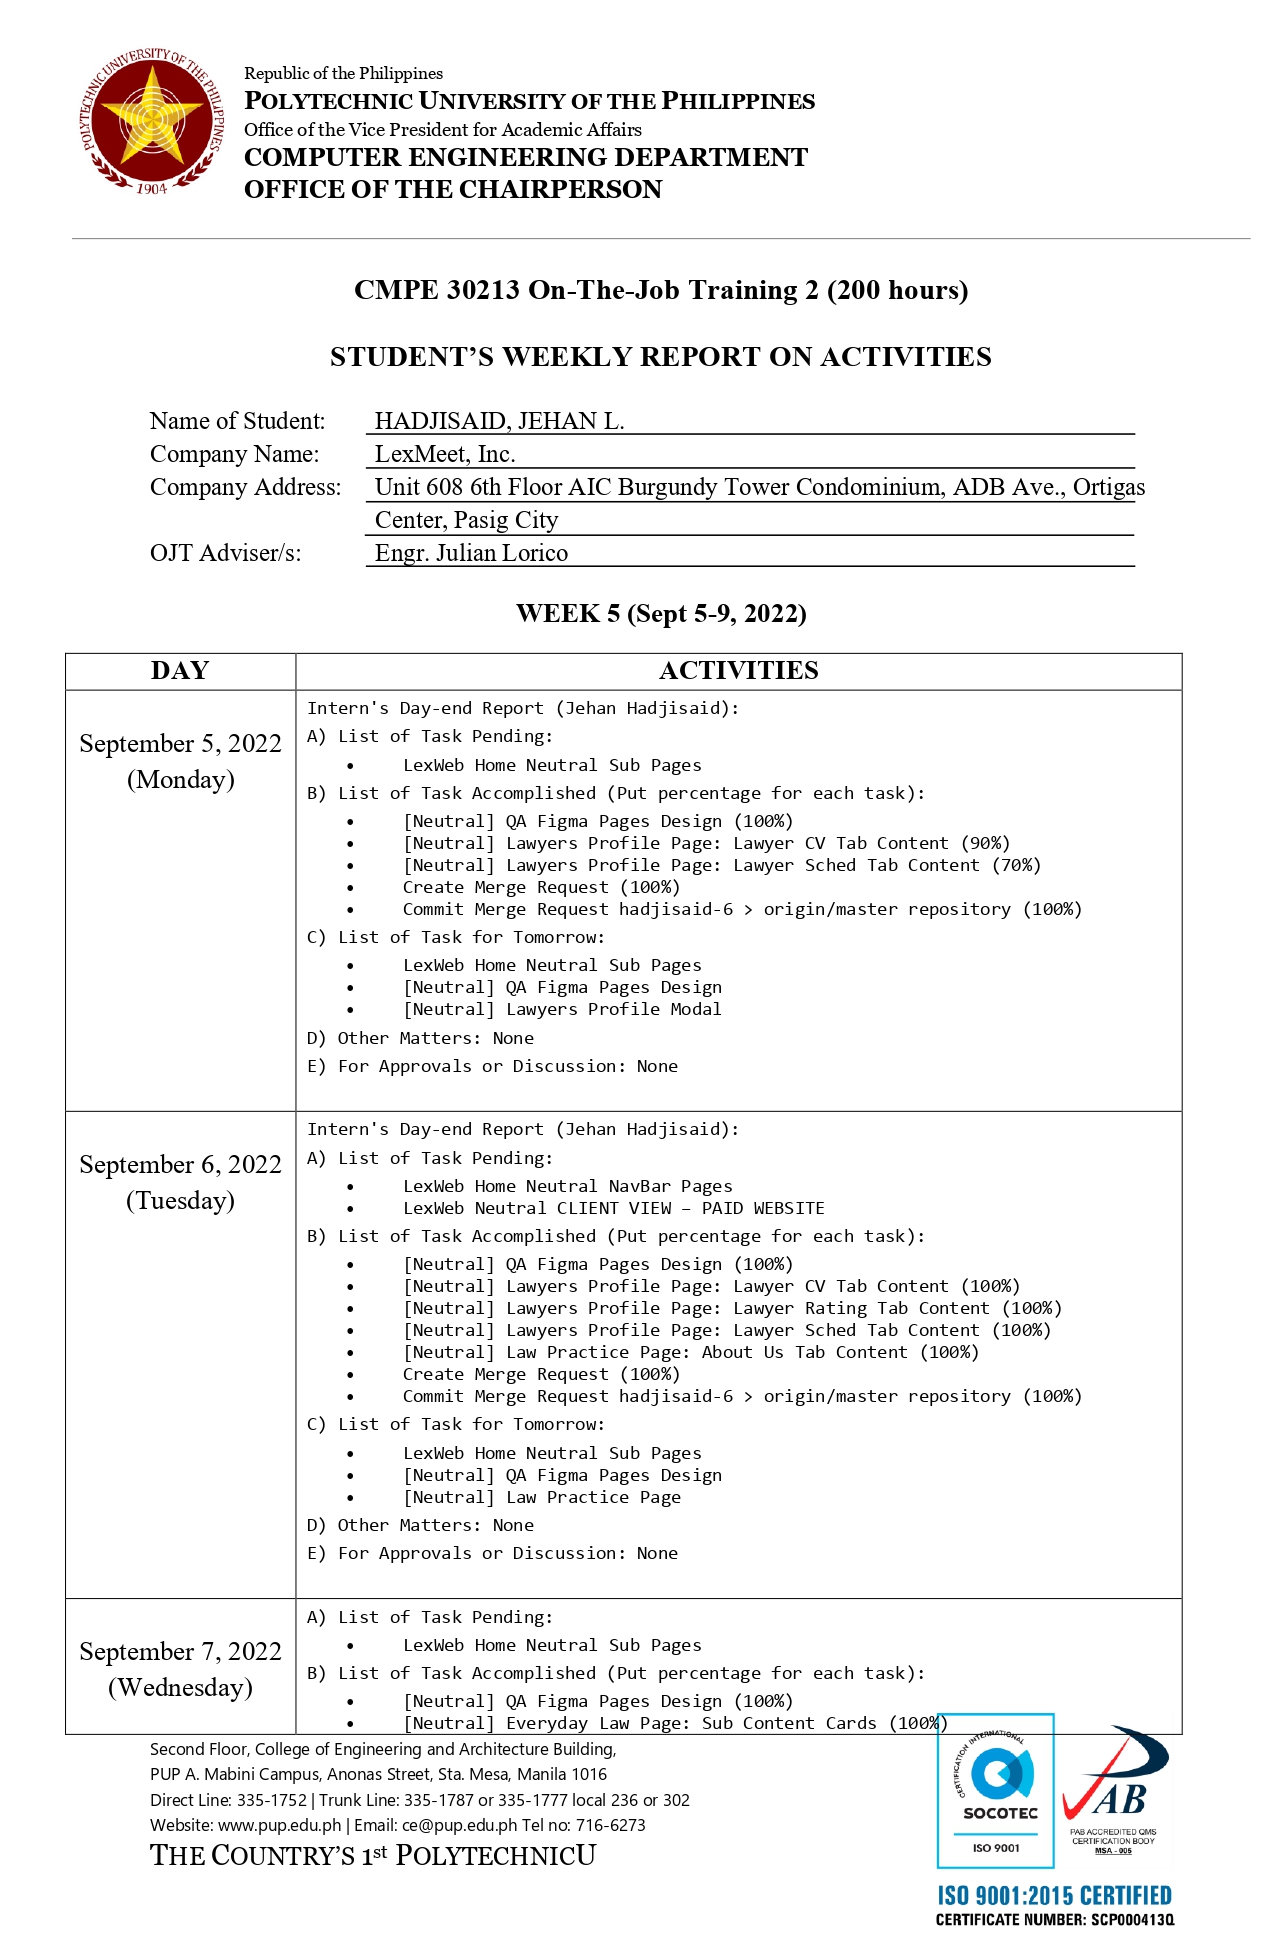 POLYTECHNIC UNIVERSITY OF THE PHILIPPINES
1904
Republic of the Philippines
POLYTECHNIC UNIVERSITY OF THE PHILIPPINES
Office of the Vice President for Academic Affairs
COMPUTER ENGINEERING DEPARTMENT
OFFICE OF THE CHAIRPERSON
CMPE 30213 On-The-Job Training 2 (200 hours)
STUDENT’S WEEKLY REPORT ON ACTIVITIES
Name of Student: HADJISAID, JEHAN L.
Company Name: LexMeet, Inc.
Company Address: Unit 608 6th Floor AIC Burgundy Tower Condominium, ADB Ave., Ortigas
Center, Pasig City
OJT Adviser/s: Engr. Julian Lorico
WEEK 5 (Sept 5-9, 2022)
DAY ACTIVITIES
September 5, 2022
(Monday)
Intern's Day-end Report (Jehan Hadjisaid):
A) List of Task Pending:
• LexWeb Home Neutral Sub Pages
B) List of Task Accomplished (Put percentage for each task):
• [Neutral] QA Figma Pages Design (100%)
• [Neutral] Lawyers Profile Page: Lawyer CV Tab Content (90%)
• [Neutral] Lawyers Profile Page: Lawyer Sched Tab Content (70%)
• Create Merge Request (100%)
• Commit Merge Request hadjisaid-6 > origin/master repository (100%)
C) List of Task for Tomorrow:
• LexWeb Home Neutral Sub Pages
• [Neutral] QA Figma Pages Design
• [Neutral] Lawyers Profile Modal
D) Other Matters: None
E) For Approvals or Discussion: None
September 6, 2022
(Tuesday)
Intern's Day-end Report (Jehan Hadjisaid):
A) List of Task Pending:
• LexWeb Home Neutral NavBar Pages
• LexWeb Neutral CLIENT VIEW – PAID WEBSITE
B) List of Task Accomplished (Put percentage for each task):
• [Neutral] QA Figma Pages Design (100%)
• [Neutral] Lawyers Profile Page: Lawyer CV Tab Content (100%)
• [Neutral] Lawyers Profile Page: Lawyer Rating Tab Content (100%)
• [Neutral] Lawyers Profile Page: Lawyer Sched Tab Content (100%)
• [Neutral] Law Practice Page: About Us Tab Content (100%)
• Create Merge Request (100%)
• Commit Merge Request hadjisaid-6 > origin/master repository (100%)
C) List of Task for Tomorrow:
• LexWeb Home Neutral Sub Pages
• [Neutral] QA Figma Pages Design
• [Neutral] Law Practice Page
D) Other Matters: None
E) For Approvals or Discussion: None
September 7, 2022
(Wednesday)
A) List of Task Pending:
• LexWeb Home Neutral Sub Pages
B) List of Task Accomplished (Put percentage for each task):
• [Neutral] QA Figma Pages Design (100%)
• [Neutral] Everyday Law Page: Sub Content Cards (100%)
Second Floor, College of Engineering and Architecture Building,
PUP A. Mabini Campus, Anonas Street, Sta. Mesa, Manila 1016
Direct Line: 335-1752 | Trunk Line: 335-1787 or 335-1777 local 236 or 302
Website: www.pup.edu.ph | Email: ce@pup.edu.ph Tel no: 716-6273
THE COUNTRY’S 1st POLYTECHNICU
CERTIFICATION INTERNATIONAL
SOCOTEC
ISO 9001
PAB
PAB ACCREDITED QMS
CERTIFICATION BODY
MSA - 005
ISO 9001:2015 CERTIFIED
CERTIFICATE NUMBER: SCP000413Q